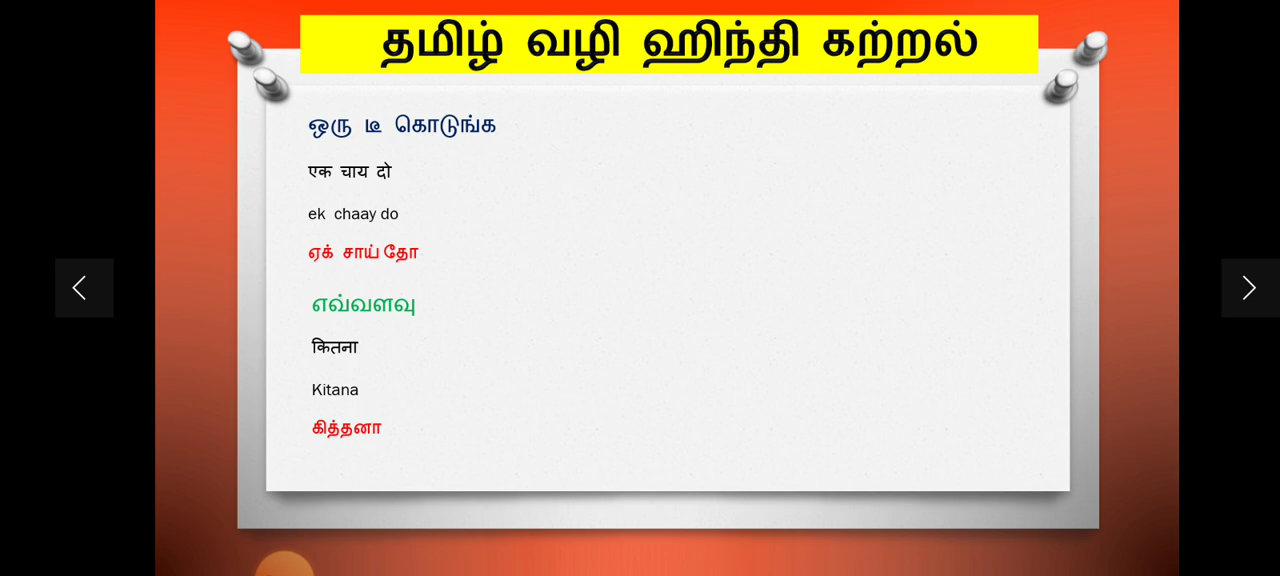 தமிழ் வழி ஹிந்தி கற்றல்
ஒரு டீ கொடுங்க
एक चाय दो
ek chaay do
ஏக் சாய் தோ
எவ்வளவு
कितना
Kitana
கித்தனா